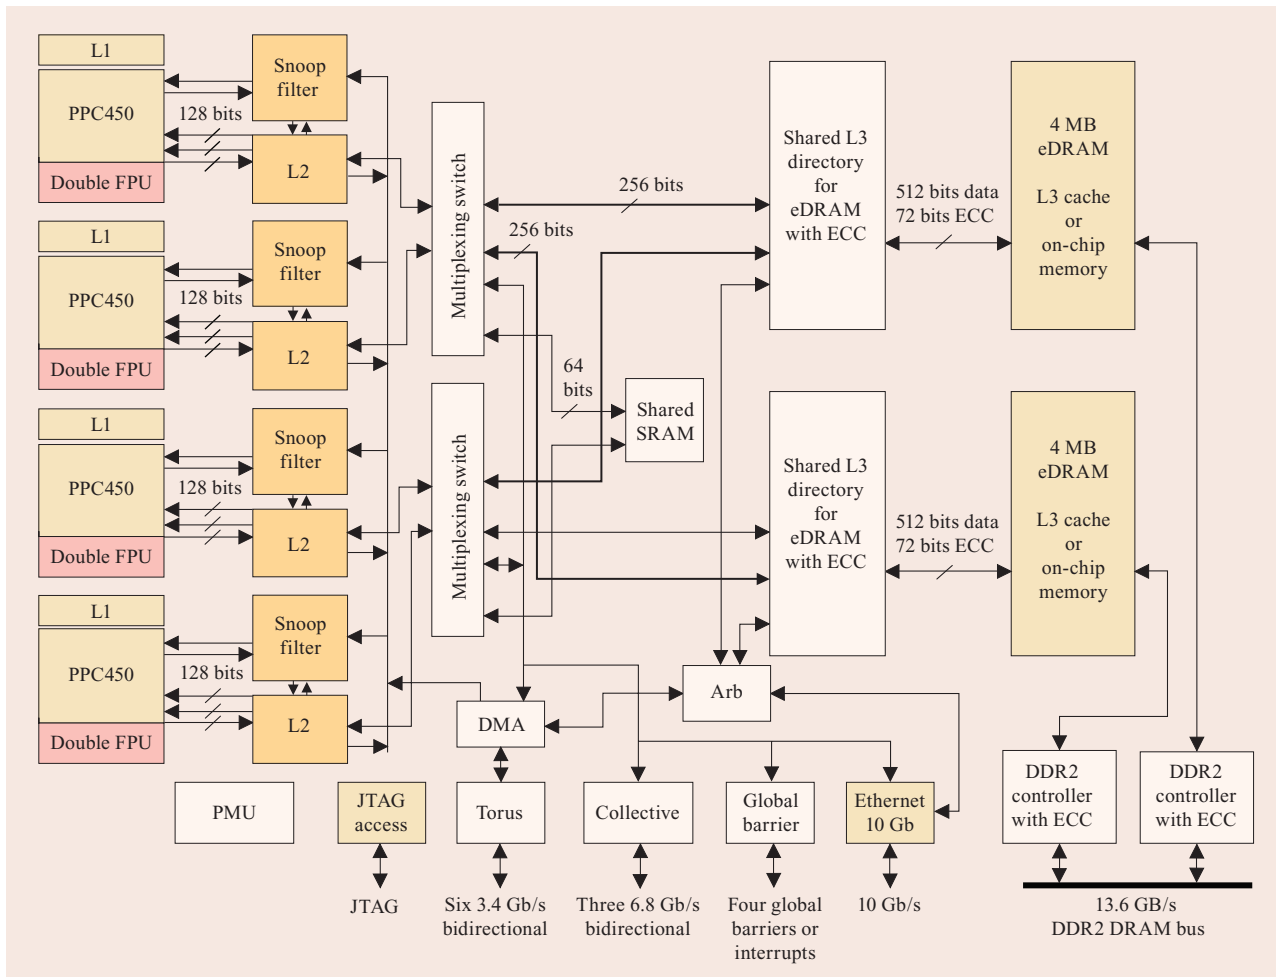 L1
PPC450
Double FPU
128 bits
Snoop
filter
L2
L1
PPC450
Double FPU
128 bits
Snoop
filter
L2
L1
PPC450
Double FPU
128 bits
Snoop
filter
L2
L1
PPC450
Double FPU
128 bits
Snoop
filter
L2
Multiplexing switch
Multiplexing switch
256 bits
256 bits
64
bits
Shared
SRAM
Shared L3
directory
for
eDRAM
with ECC
512 bits data
72 bits ECC
4 MB
eDRAM
L3 cache
or
on-chip
memory
Shared L3
directory
for
eDRAM
with ECC
512 bits data
72 bits ECC
4 MB
eDRAM
L3 cache
or
on-chip
memory
Arb
DMA
PMU
JTAG
access
Torus
Collective
Global
barrier
Ethernet
10 Gb
DDR2
controller
with ECC
DDR2
controller
with ECC
JTAG
Six 3.4 Gb/s
bidirectional
Three 6.8 Gb/s
bidirectional
Four global
barriers or
interrupts
10 Gb/s
13.6 GB/s
DDR2 DRAM bus